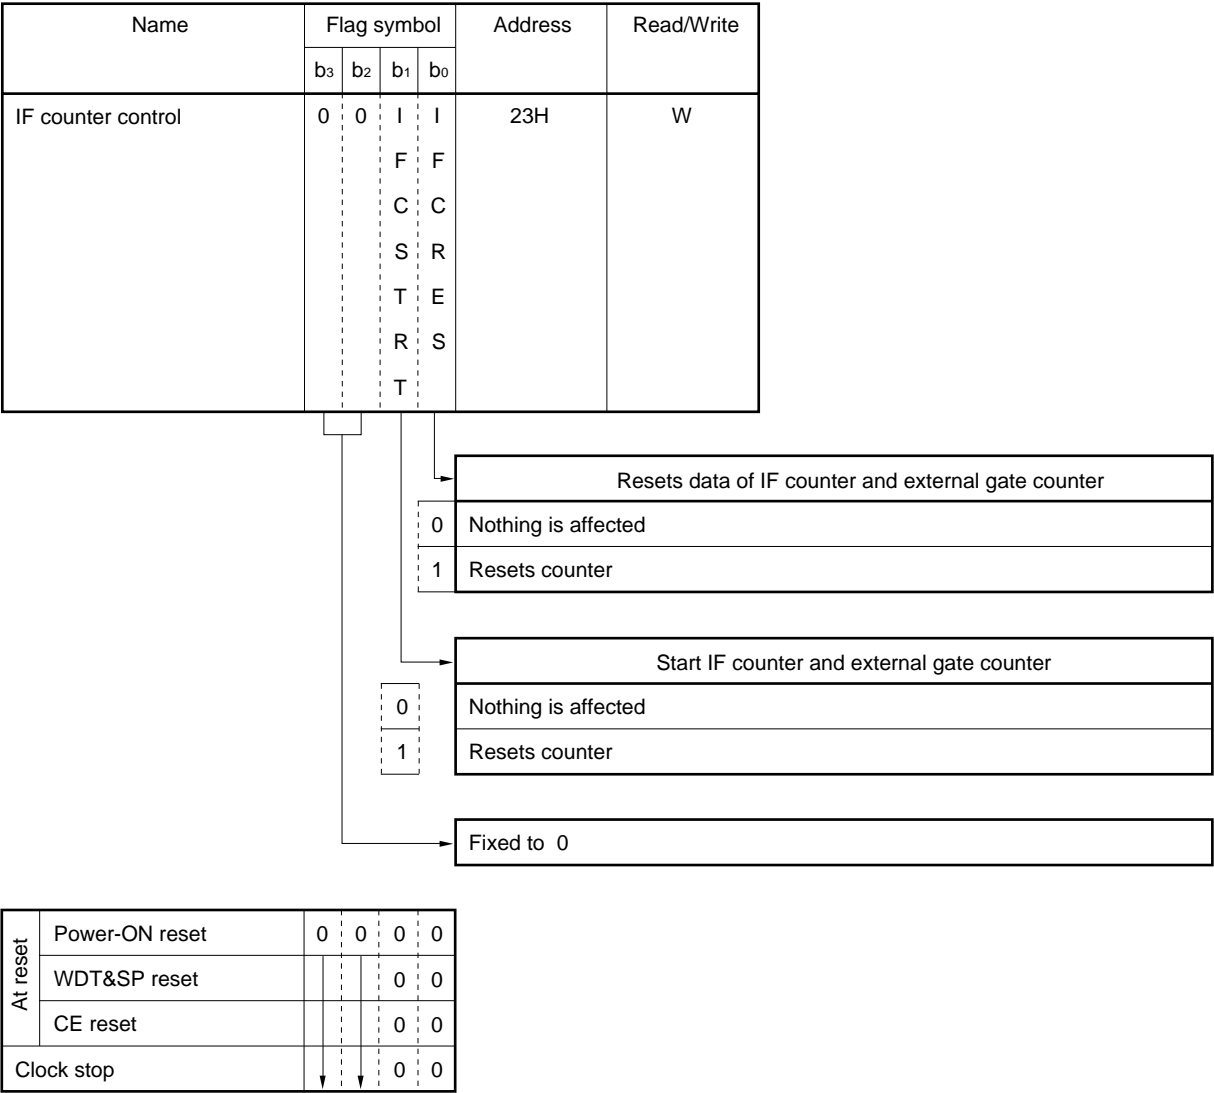 Name Flag symbol Address Read/Write
b3 b2 b1 b0
IF counter control 0 0 I I 23H W
F F
C C
S R
T E
R S
T
Resets data of IF counter and external gate counter
0 Nothing is affected
1 Resets counter
Start IF counter and external gate counter
0 Nothing is affected
1 Resets counter
Fixed to 0
At reset
Power-ON reset 0 0 0 0
WDT&SP reset 0 0
CE reset 0 0
Clock stop 0 0